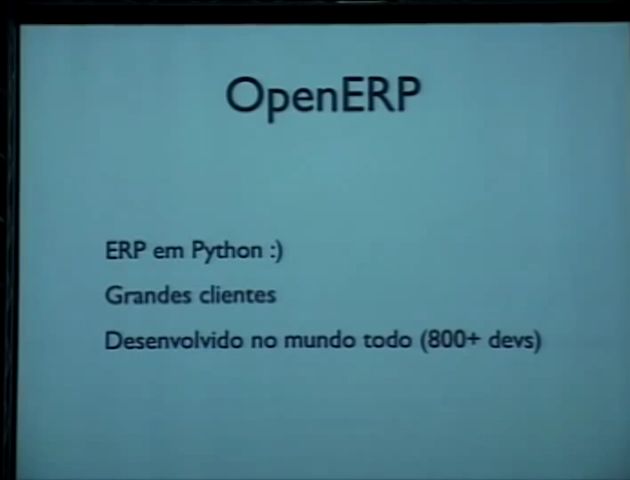 OpenERP
ERP em Python :)
Grandes clientes
Desenvolvido no mundo todo (800+ devs)